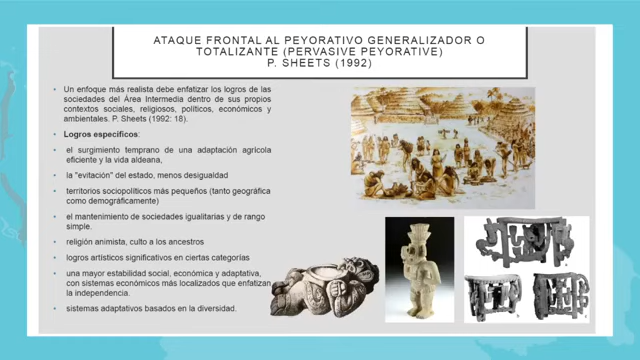 ATAQUE FRONTAL AL PEYORATIVO GENERALIZADOR O
TOTALIZANTE (PERVASIVE PEYORATIVE)
P. SHEETS (1992)
• Un enfoque más realista debe enfatizar los logros de las
sociedades del Área Intermedia dentro de sus propios
contextos sociales, religiosos, políticos, económicos y
ambientales. P. Sheets (1992: 18).
• Logros específicos:
• el surgimiento temprano de una adaptación agrícola
eficiente y la vida aldeana,
• la "evitación" del estado, menos desigualdad
• territorios sociopolíticos más pequeños (tanto geográfica
como demográficamente)
• el mantenimiento de sociedades igualitarias y de rango
simple.
• religión animista, culto a los ancestros
• logros artísticos significativos en ciertas categorías
• una mayor estabilidad social, económica y adaptativa,
con sistemas económicos más localizados que enfatizan
la independencia.
• sistemas adaptativos basados en la diversidad.